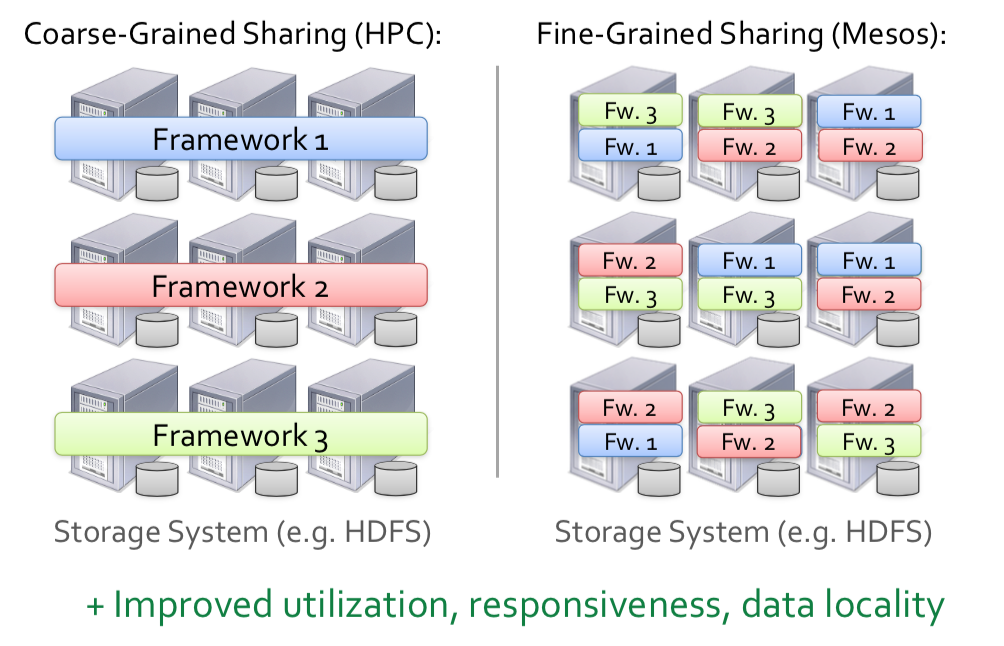 Coarse-Grained Sharing (HPC):
Framework 1
Framework 2
Framework 3
Storage System (e.g. HDFS)
Fine-Grained Sharing (Mesos):
Fw. 3
Fw. 1
Fw. 3
Fw. 2
Fw. 1
Fw. 2
Fw. 2
Fw. 3
Fw. 1
Fw. 3
Fw. 1
Fw. 2
Fw. 2
Fw. 1
Fw. 3
Fw. 2
Fw. 2
Fw. 3
Storage System (e.g. HDFS)
+ Improved utilization, responsiveness, data locality